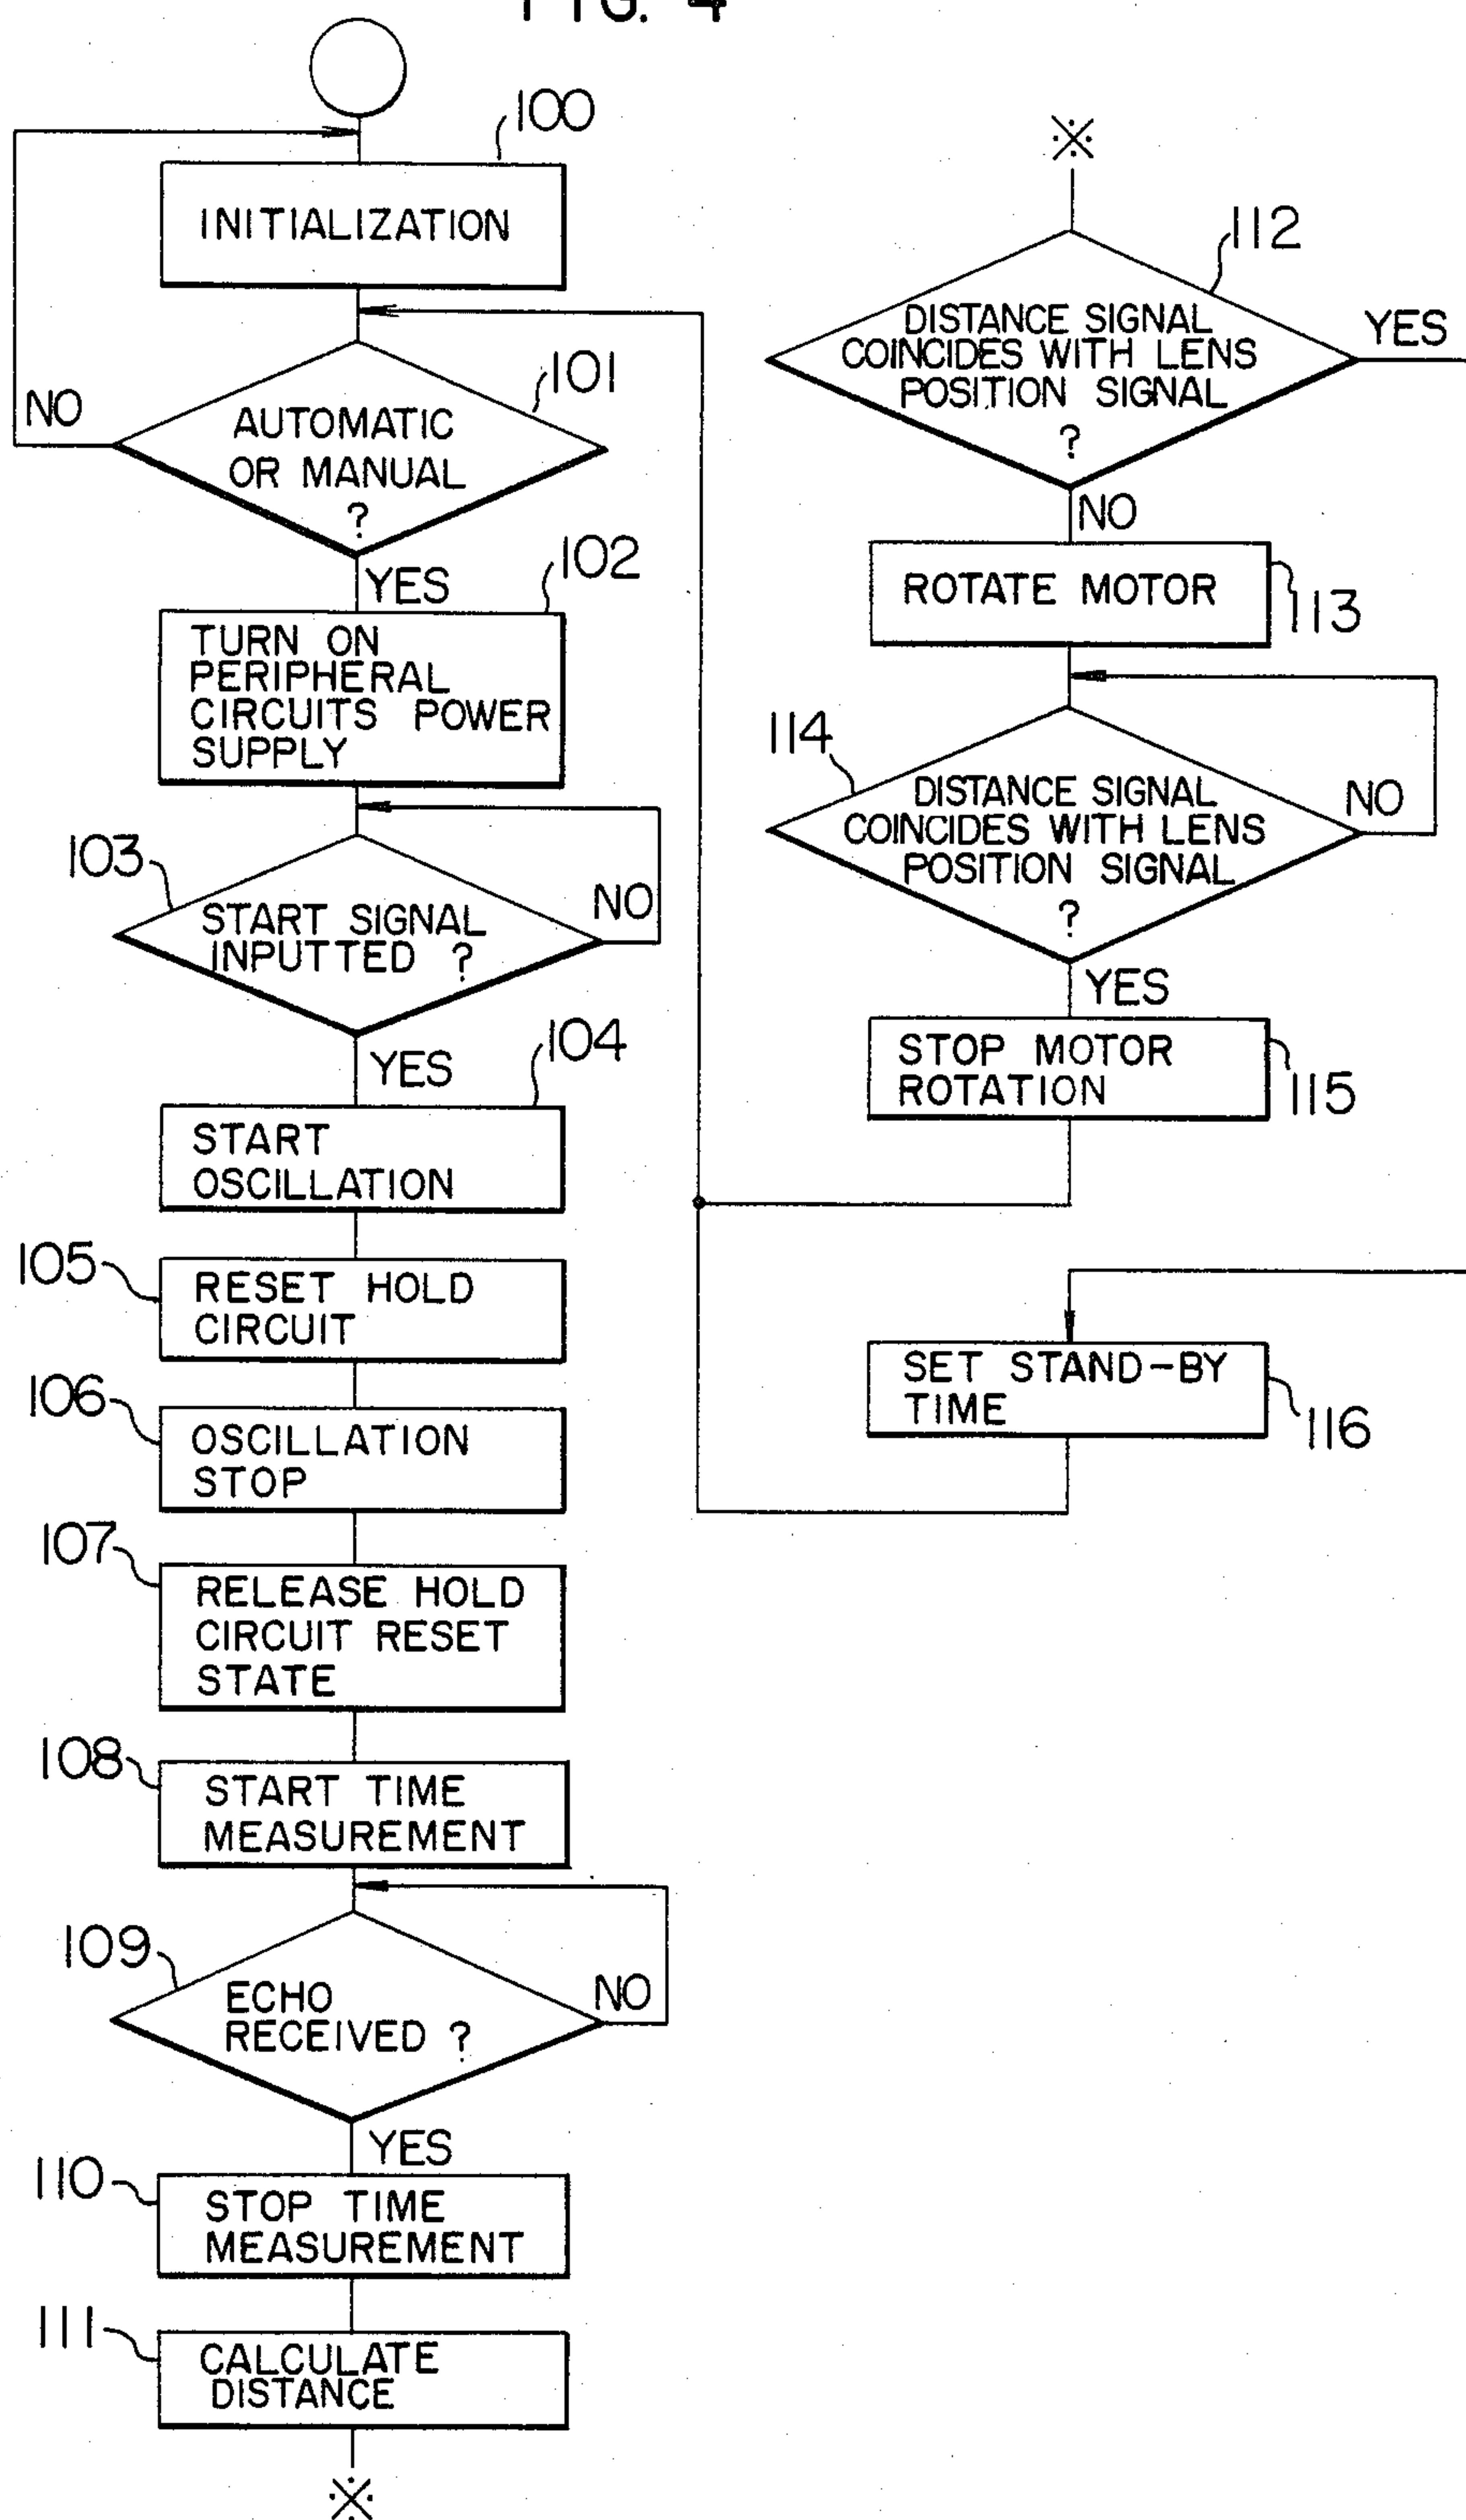 FIG. 4
100
INITIALIZATION
101
NO
AUTOMATIC
OR MANUAL
?
YES
102
TURN ON
PERIPHERAL
CIRCUITS POWER
SUPPLY
103
START SIGNAL
INPUTTED ?
NO
YES
104
START
OSCILLATION
105
RESET HOLD
CIRCUIT
106
OSCILLATION
STOP
107
RELEASE HOLD
CIRCUIT RESET
STATE
108
START TIME
MEASUREMENT
109
ECHO
RECEIVED ?
NO
YES
110
STOP TIME
MEASUREMENT
111
CALCULATE
DISTANCE
※
※
112
DISTANCE SIGNAL
COINCIDES WITH LENS
POSITION SIGNAL
?
YES
NO
ROTATE MOTOR
113
114
DISTANCE SIGNAL
COINCIDES WITH LENS
POSITION SIGNAL
?
NO
YES
STOP MOTOR
ROTATION
115
SET STAND-BY
TIME
116